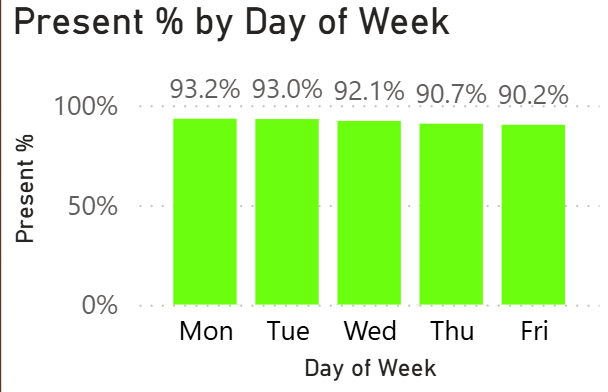 Present % by Day of Week
93.2% 93.0% 92.1% 90.7% 90.2%
100%
Present %
50%
0%
Mon Tue Wed Thu Fri
Day of Week